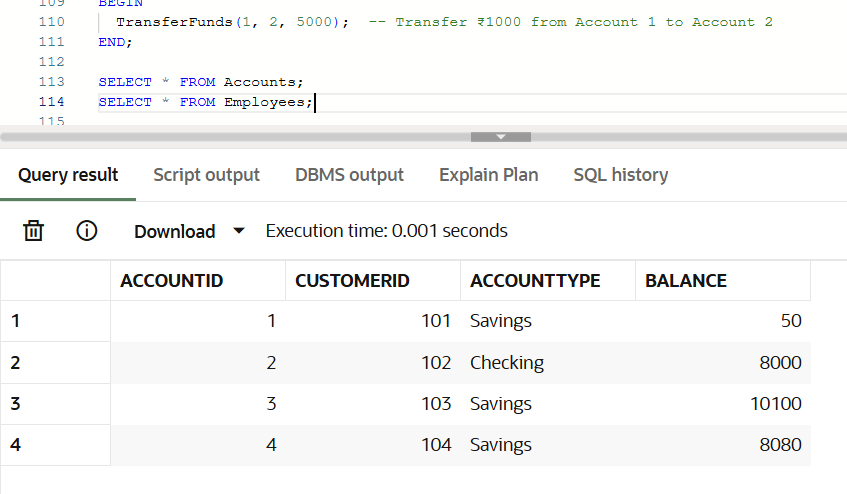 109 BEGIN
110 TransferFunds(1, 2, 5000); -- Transfer ₹1000 from Account 1 to Account 2
111 END;
112
113 SELECT * FROM Accounts;
114 SELECT * FROM Employees;
115
Query result Script output DBMS output Explain Plan SQL history
Download Execution time: 0.001 seconds
ACCOUNTID CUSTOMERID ACCOUNTTYPE BALANCE
1 1 101 Savings 50
2 2 102 Checking 8000
3 3 103 Savings 10100
4 4 104 Savings 8080